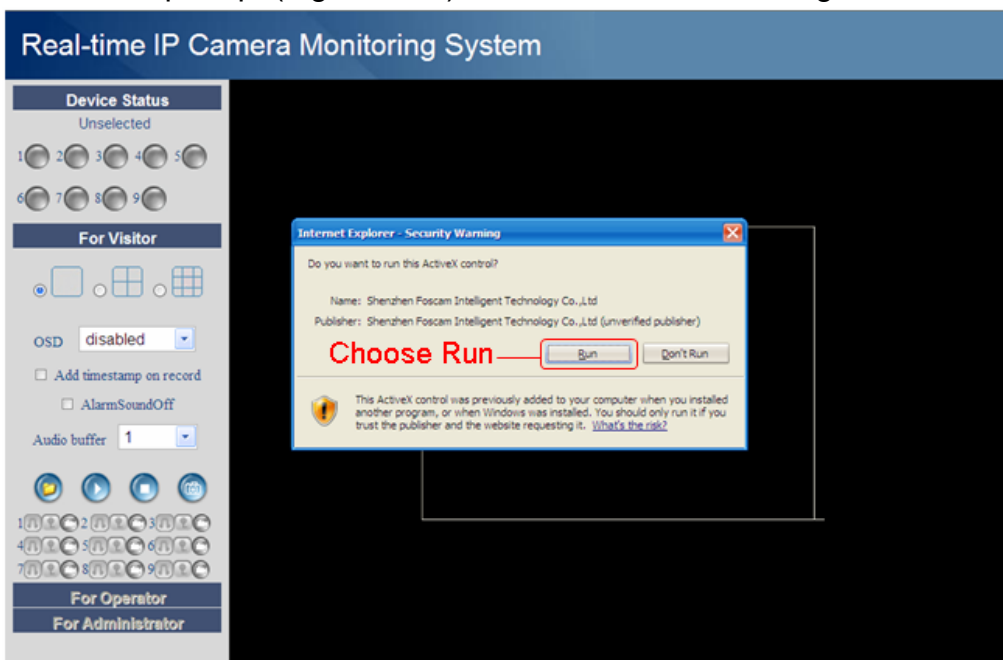 Real-time IP Camera Monitoring System
Device Status
Unselected
1 2 3 4 5
6 7 8 9
For Visitor
OSD disabled
Add timestamp on record
AlarmSoundOff
Audio buffer 1
1 2 3
4 5 6
7 8 9
For Operator
For Administrator
Internet Explorer - Security Warning
Do you want to run this ActiveX control?
Name: Shenzhen Foscam Intelligent Technology Co.,Ltd
Publisher: Shenzhen Foscam Intelligent Technology Co.,Ltd (unverified publisher)
Choose Run
Run Don't Run
This ActiveX control was previously added to your computer when you installed
another program, or when Windows was installed. You should only run it if you
trust the publisher and the website requesting it. What's the risk?